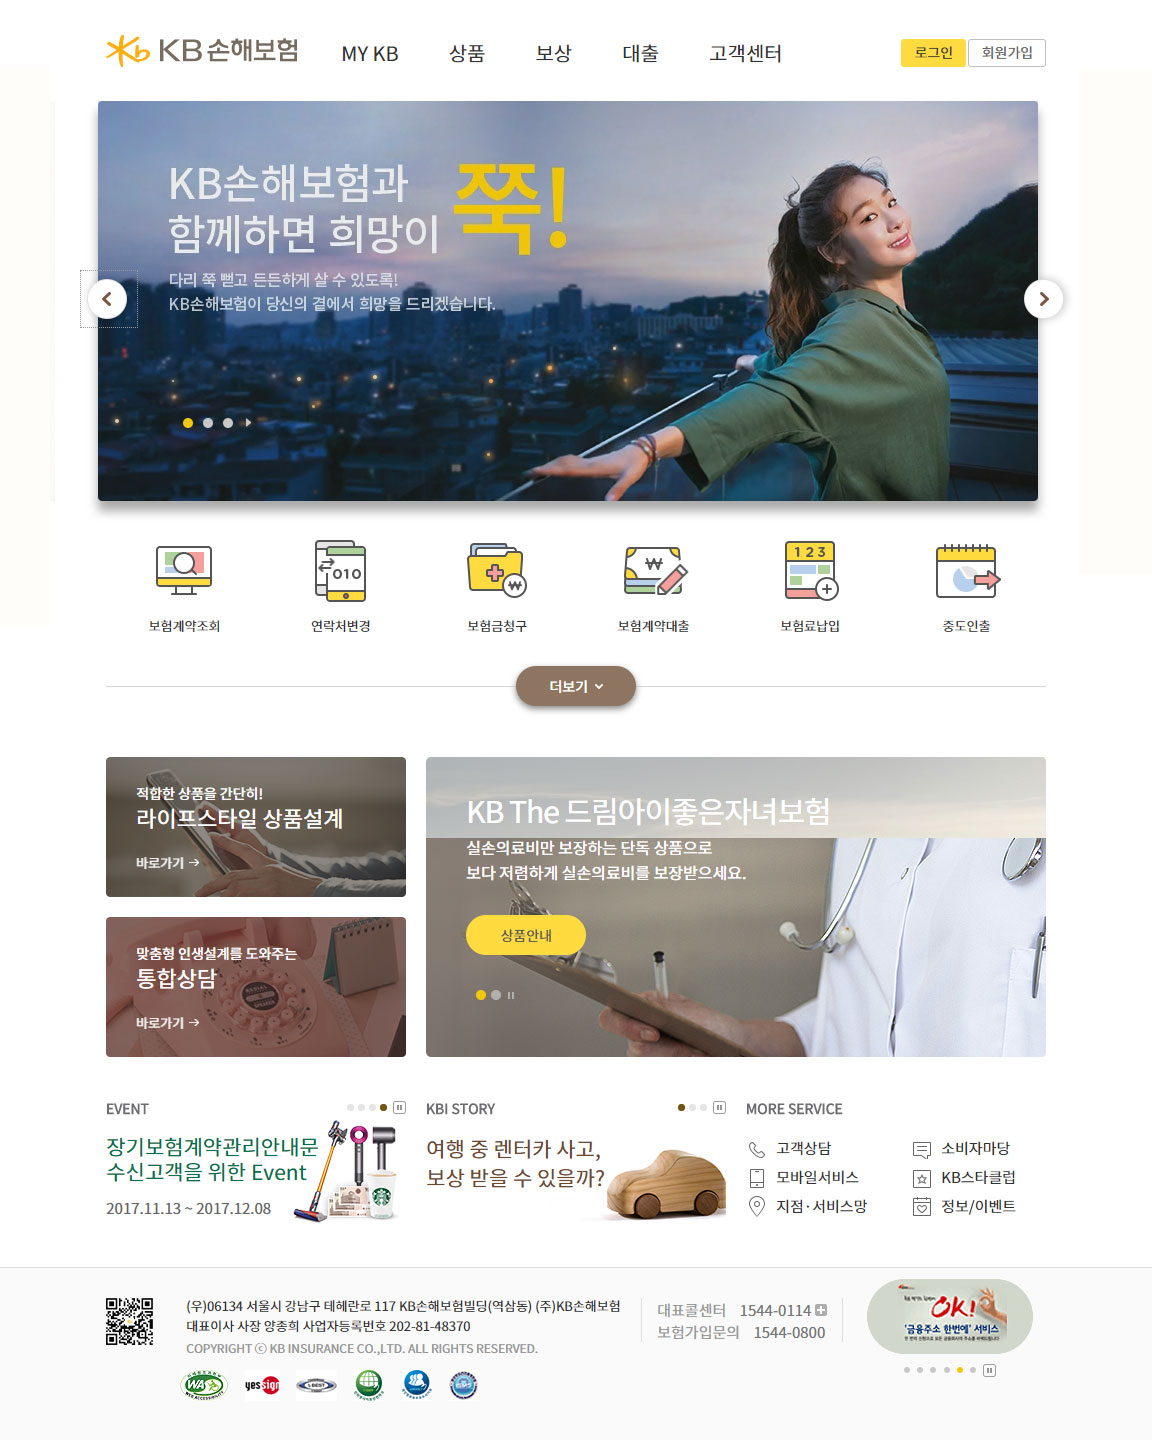 KB 손해보험
MY KB 상품 보상 대출 고객센터
로그인 회원가입
KB손해보험과
함께하면 희망이 쭉!
다리 쭉 뻗고 든든하게 살 수 있도록!
KB손해보험이 당신의 곁에서 희망을 드리겠습니다.
010
1 2 3
보험계약조회 연락처변경 보험금청구 보험계약대출 보험료납입 중도인출
더보기
적합한 상품을 간단히!
라이프스타일 상품설계
바로가기
KB The 드림아이좋은자녀보험
실손의료비만 보장하는 단독 상품으로
보다 저렴하게 실손의료비를 보장받으세요.
상품안내
맞춤형 인생설계를 도와주는
통합상담
바로가기
EVENT
장기보험계약관리안내문
수신고객을 위한 Event
2017.11.13 ~ 2017.12.08
KBI STORY
여행 중 렌터카 사고,
보상 받을 수 있을까?
MORE SERVICE
고객상담 소비자마당
모바일서비스 KB스타클럽
지점·서비스망 정보/이벤트
(우)06134 서울시 강남구 테헤란로 117 KB손해보험빌딩(역삼동) (주)KB손해보험
대표이사 사장 양종희 사업자등록번호 202-81-48370
COPYRIGHT ⓒ KB INSURANCE CO.,LTD. ALL RIGHTS RESERVED.
대표콜센터 1544-0114
보험가입문의 1544-0800
OK!
'금융주소 한번에' 서비스
WA
WEB ACCESSIBILITY
yessign
i-BEST